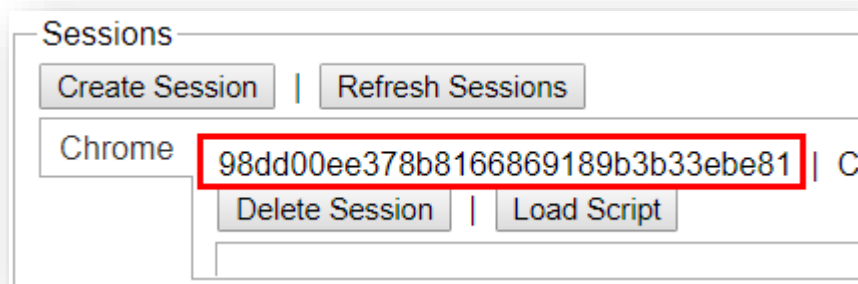 Sessions
Create Session | Refresh Sessions
Chrome
98dd00ee378b8166869189b3b33ebe81 | C
Delete Session | Load Script